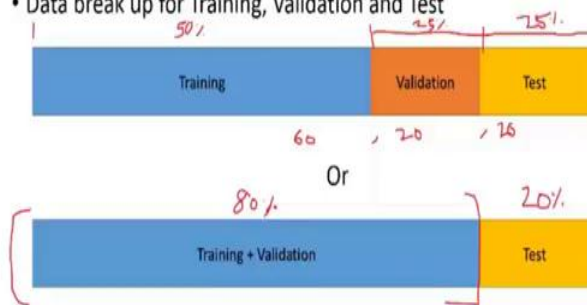 • Data break up for Training, Validation and Test
50% 25% 25%.
Training Validation Test
60 , 20 , 20
Or
80% 20%
Training + Validation Test